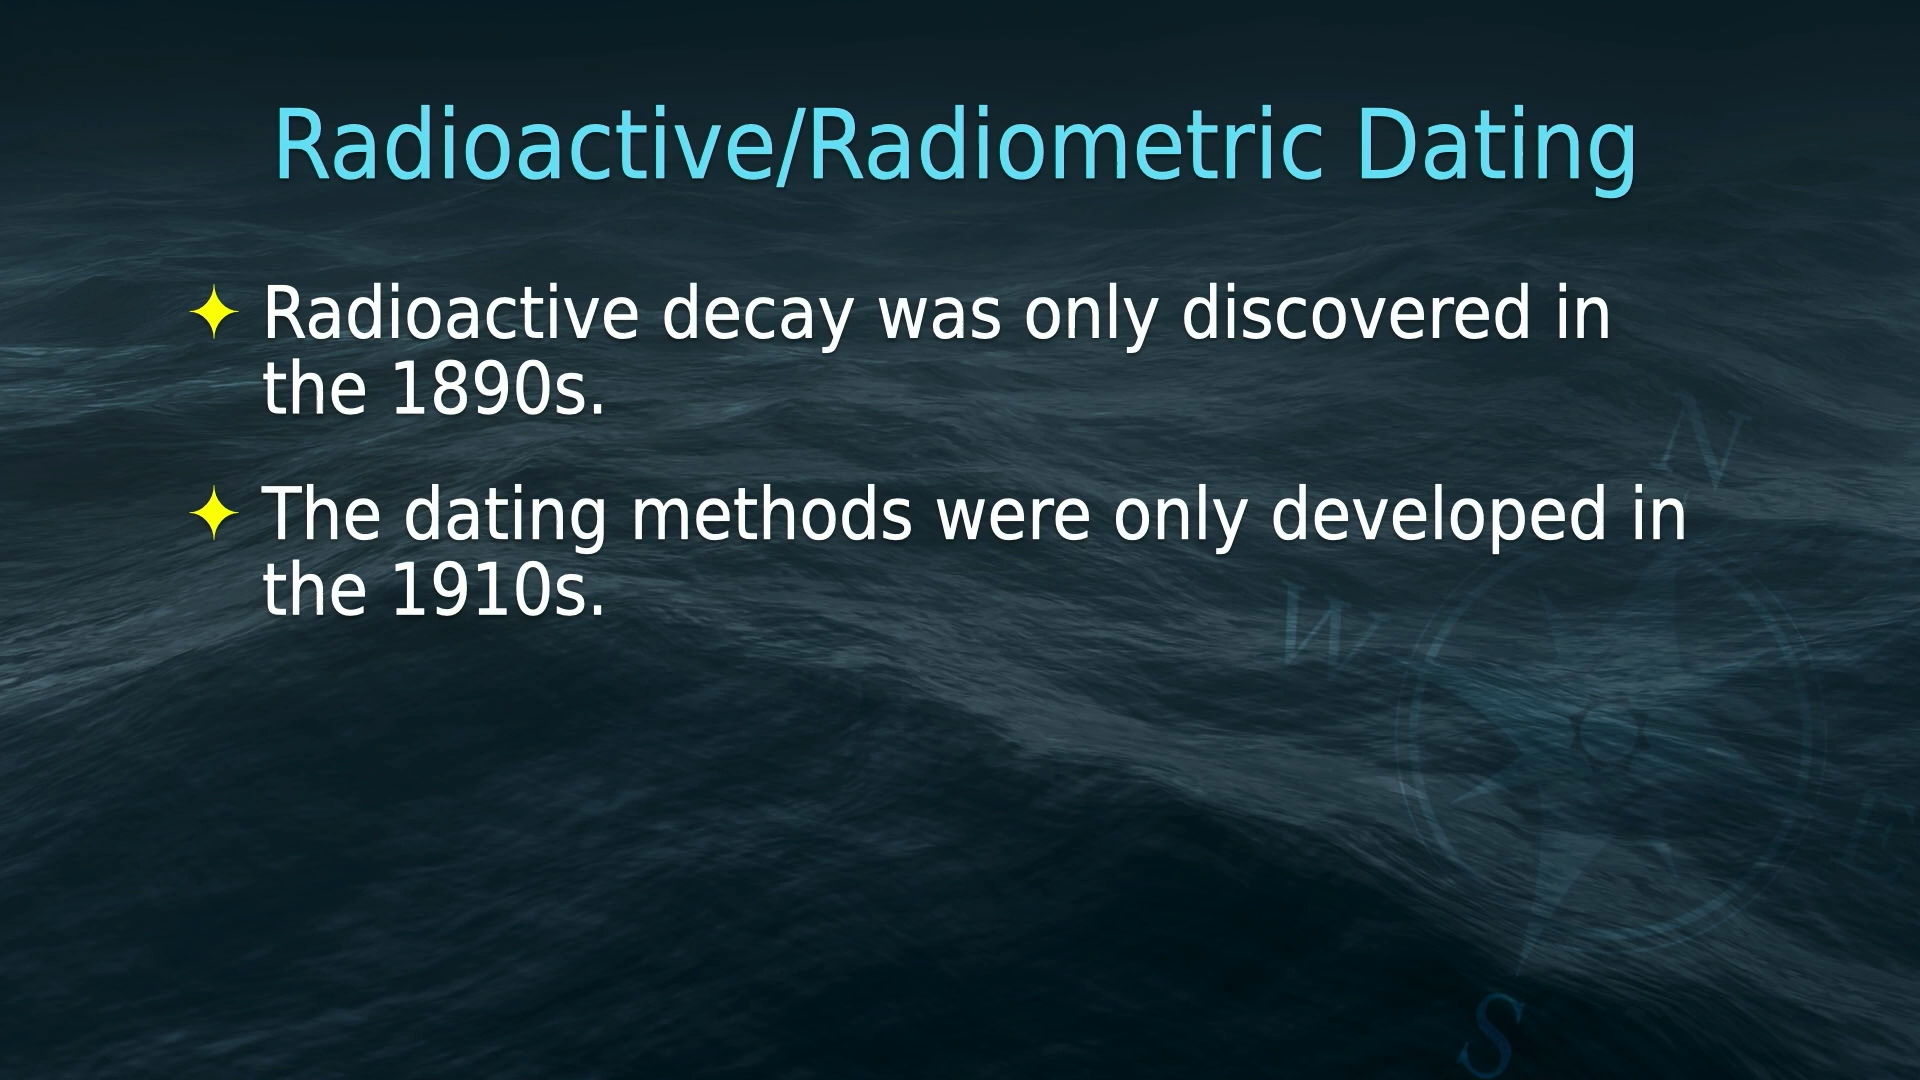 Radioactive/Radiometric Dating
✦ Radioactive decay was only discovered in
the 1890s.
✦ The dating methods were only developed in
the 1910s.
N
W
E
S